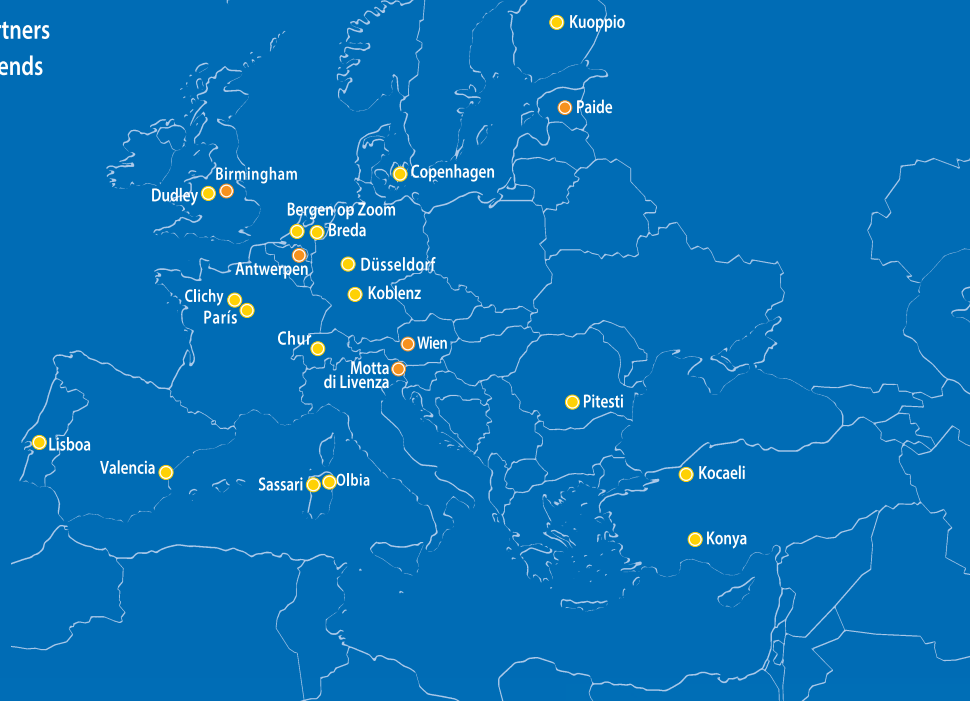 rtners
ends
Kuoppio
Paide
Copenhagen
Birmingham
Dudley
Bergen op Zoom
Breda
Antwerpen
Düsseldorf
Koblenz
Clichy
París
Chur
Wien
Motta
di Livenza
Pitesti
Lisboa
Valencia
Sassari
Olbia
Kocaeli
Konya